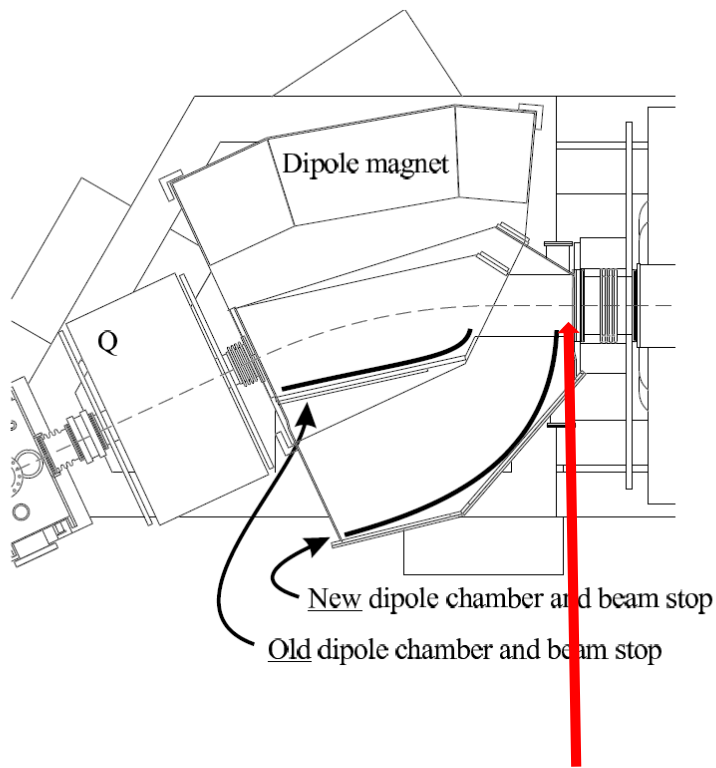 Dipole magnet
Q
New dipole chamber and beam stop
Old dipole chamber and beam stop